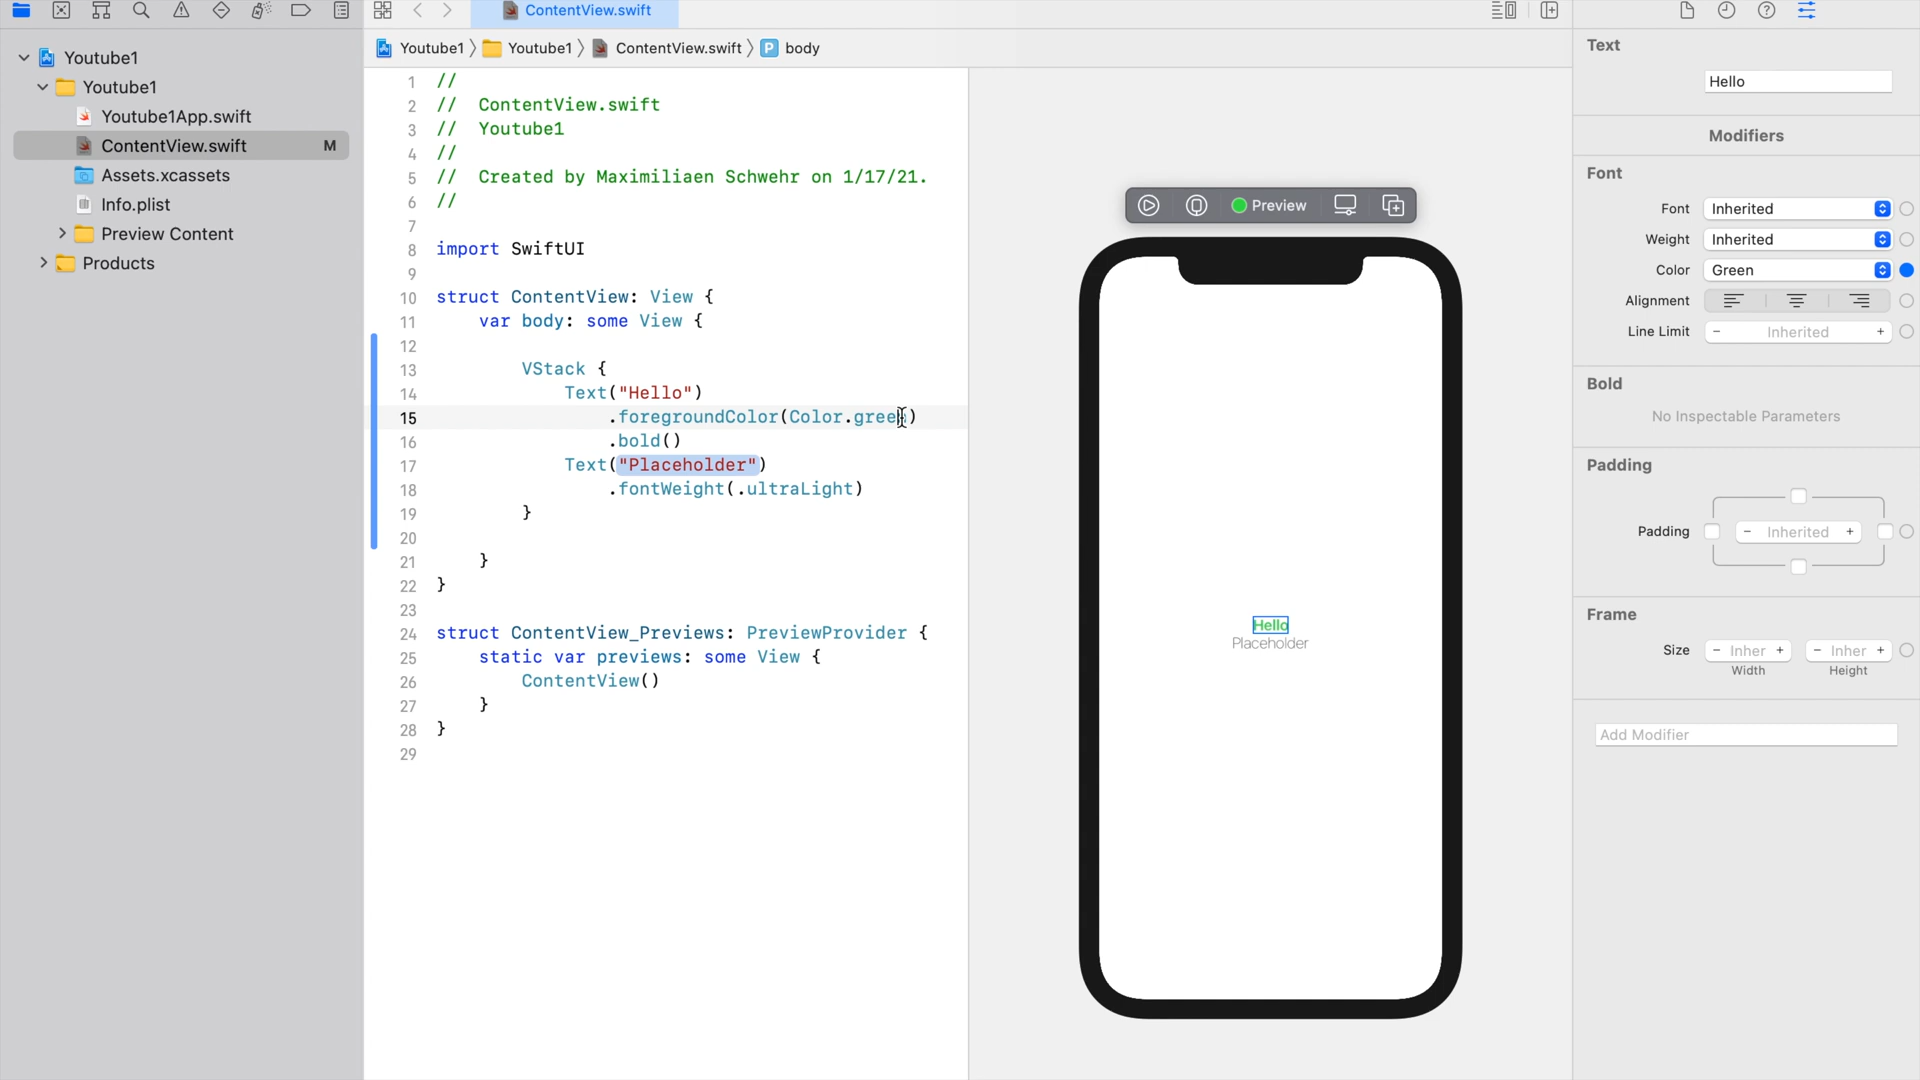 ContentView.swift
Youtube1 〉 Youtube1 〉 ContentView.swift 〉 P body
Youtube1
Youtube1
Youtube1App.swift
ContentView.swift M
Assets.xcassets
Info.plist
Preview Content
Products
1 //
2 //  ContentView.swift
3 //  Youtube1
4 //
5 //  Created by Maximiliaen Schwehr on 1/17/21.
6 //
7
8 import SwiftUI
9
10 struct ContentView: View {
11     var body: some View {
12
13         VStack {
14             Text("Hello")
15                 .foregroundColor(Color.green)
16                 .bold()
17             Text("Placeholder")
18                 .fontWeight(.ultraLight)
19         }
20
21     }
22 }
23
24 struct ContentView_Previews: PreviewProvider {
25     static var previews: some View {
26         ContentView()
27     }
28 }
29
Preview
Hello
Placeholder
Text
Hello
Modifiers
Font
Font Inherited
Weight Inherited
Color Green
Alignment
Line Limit − Inherited +
Bold
No Inspectable Parameters
Padding
Padding − Inherited +
Frame
Size − Inher + − Inher +
Width Height
Add Modifier